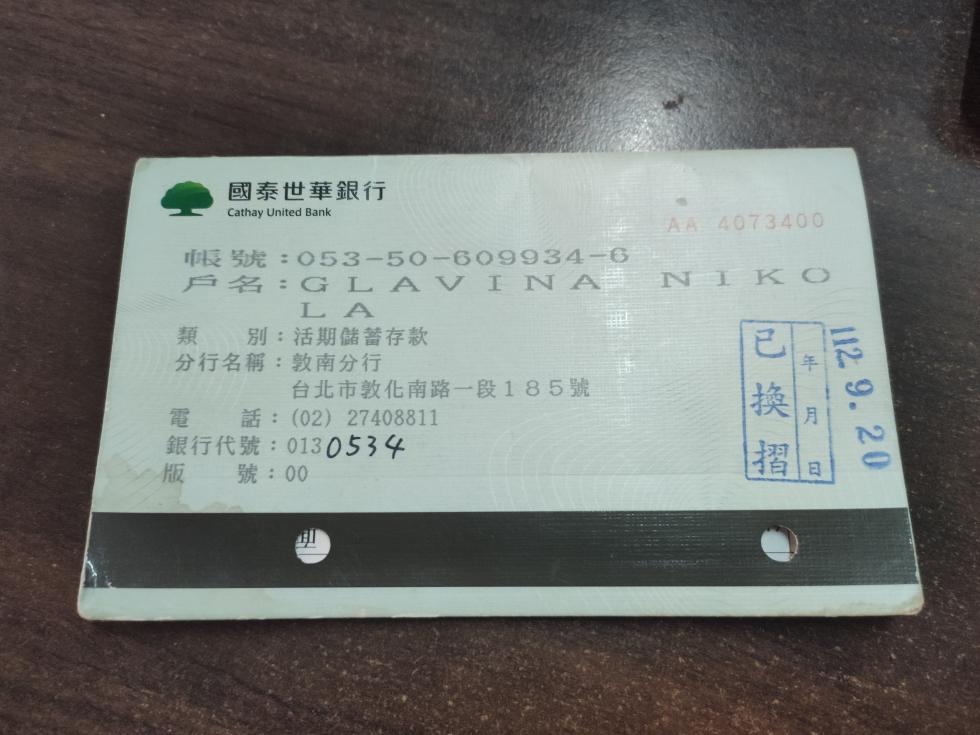 國泰世華銀行
Cathay United Bank
AA 4073400
帳號:053-50-609934-6
戶名:GLAVINA NIKO
LA
類別:活期儲蓄存款
分行名稱:敦南分行
台北市敦化南路一段185號
電話:(02) 27408811
銀行代號:013 0534
版號:00
已換摺
年月日
112.9.20